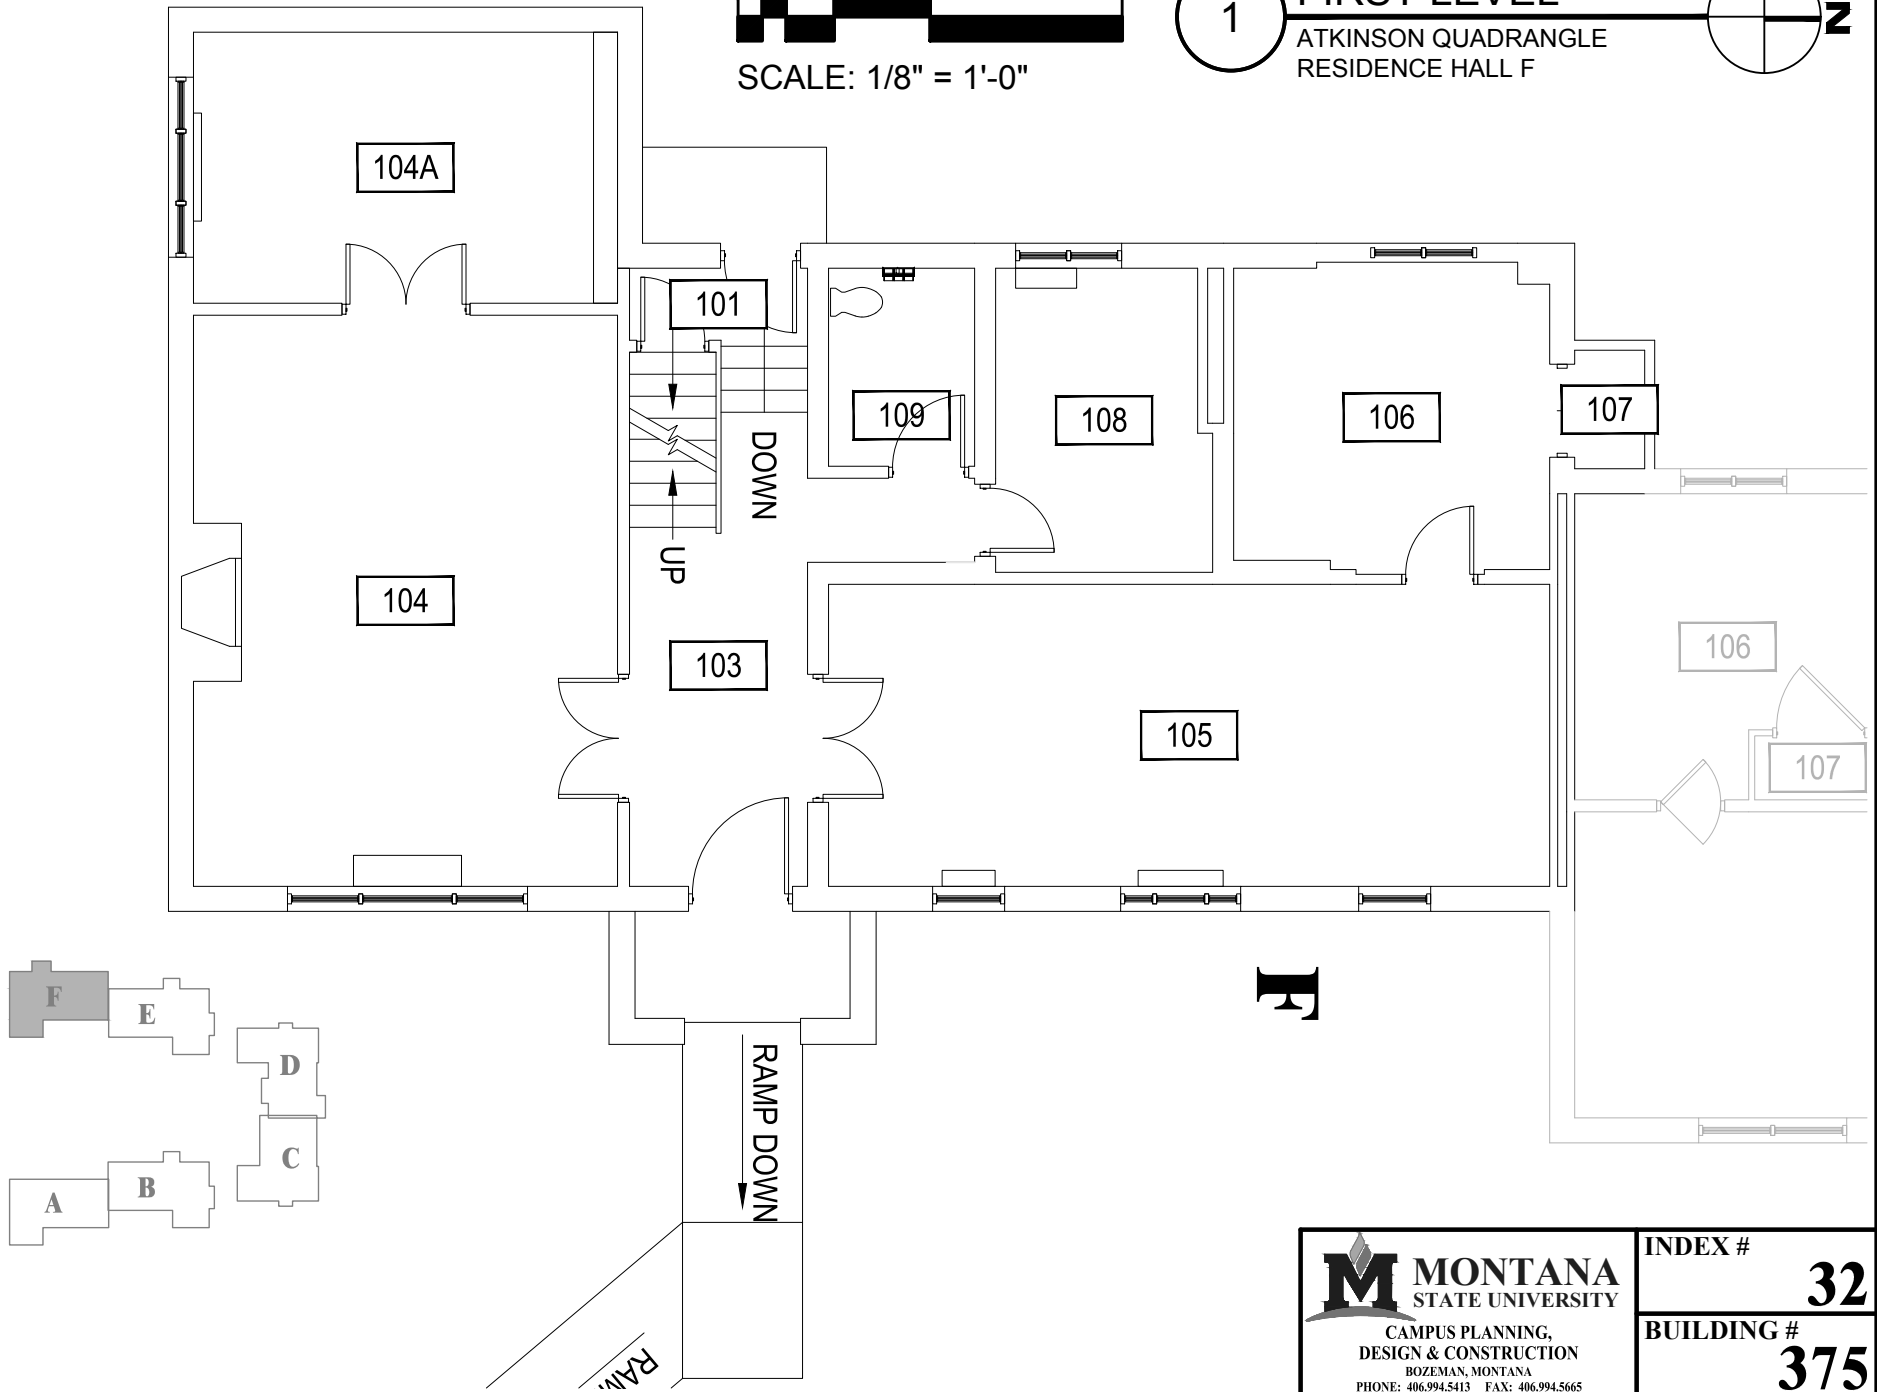 1
FIRST LEVEL
ATKINSON QUADRANGLE
RESIDENCE HALL F
N
SCALE: 1/8" = 1'-0"
104A
101
109
108
106
107
DOWN
UP
104
103
105
106
107
F
F
E
D
C
B
A
RAMP DOWN
MONTANA
STATE UNIVERSITY
CAMPUS PLANNING,
DESIGN & CONSTRUCTION
BOZEMAN, MONTANA
PHONE: 406.994.5413 FAX: 406.994.5665
INDEX #
32
BUILDING #
375